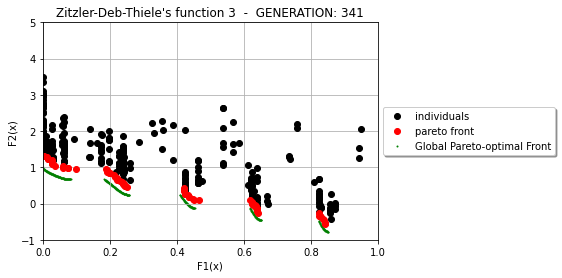 Zitzler-Deb-Thiele's function 3 - GENERATION: 341
5
4
3
2
1
0
−1
F2(x)
0.0 0.2 0.4 0.6 0.8 1.0
F1(x)
individuals
pareto front
Global Pareto-optimal Front